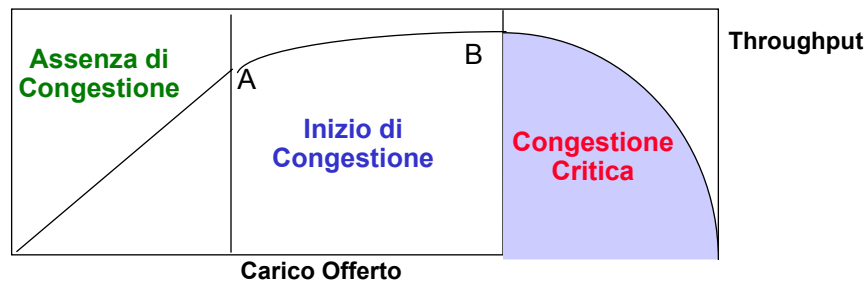 Assenza di
Congestione
A
B
Throughput
Inizio di
Congestione
Congestione
Critica
Carico Offerto